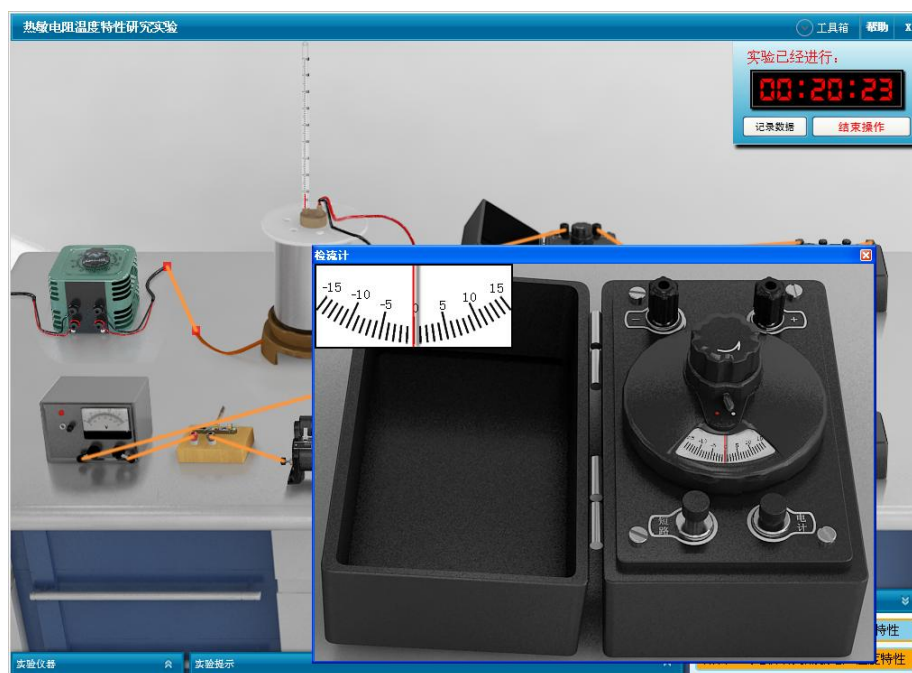 热敏电阻温度特性研究实验
工具箱 帮助 x
实验已经进行：
00:20:23
记录数据 结束操作
检流计
-15 -10 -5 0 5 10 15
- +
短路 电计
特性
温度特性
实验仪器 实验提示